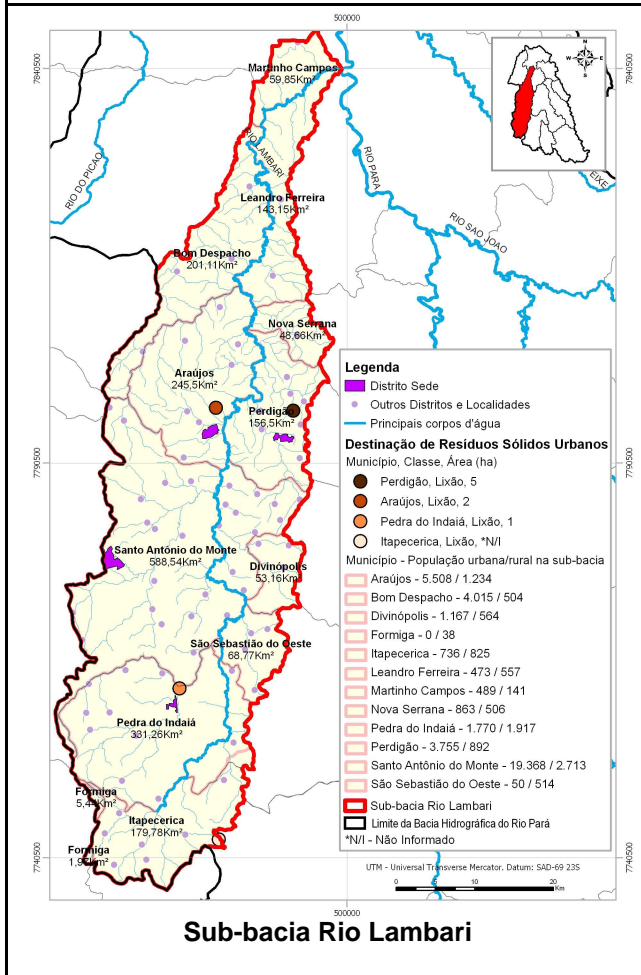 500000
7840500
7840500
Martinho Campos
59,85Km²
W
N
E
S
RIO DO PICAO
RIO LAMBARI
RIO PARA
EIXE
RIO SAO JOAO
Leandro Ferreira
143,15Km²
Bom Despacho
201,11Km²
Nova Serrana
48,66Km²
Araújos
245,5Km²
Perdigão
156,5Km²
7790500
7790500
Santo Antônio do Monte
588,54Km²
Divinópolis
53,16Km²
São Sebastião do Oeste
68,77Km²
Pedra do Indaiá
331,26Km²
Formiga
5,44Km²
Itapecerica
179,78Km²
Formiga
1,97Km²
7740500
7740500
500000
Legenda
Distrito Sede
Outros Distritos e Localidades
Principais corpos d'água
Destinação de Resíduos Sólidos Urbanos
Município, Classe, Área (ha)
Perdigão, Lixão, 5
Araújos, Lixão, 2
Pedra do Indaiá, Lixão, 1
Itapecerica, Lixão, *N/I
Município - População urbana/rural na sub-bacia
Araújos - 5.508 / 1.234
Bom Despacho - 4.015 / 504
Divinópolis - 1.167 / 564
Formiga - 0 / 38
Itapecerica - 736 / 825
Leandro Ferreira - 473 / 557
Martinho Campos - 489 / 141
Nova Serrana - 863 / 506
Pedra do Indaiá - 1.770 / 1.917
Perdigão - 3.755 / 892
Santo Antônio do Monte - 19.368 / 2.713
São Sebastião do Oeste - 50 / 514
Sub-bacia Rio Lambari
Limite da Bacia Hidrográfica do Rio Pará
*N/I - Não Informado
UTM - Universal Transverse Mercator. Datum: SAD-69 23S
0 5 10 20
Km
Sub-bacia Rio Lambari